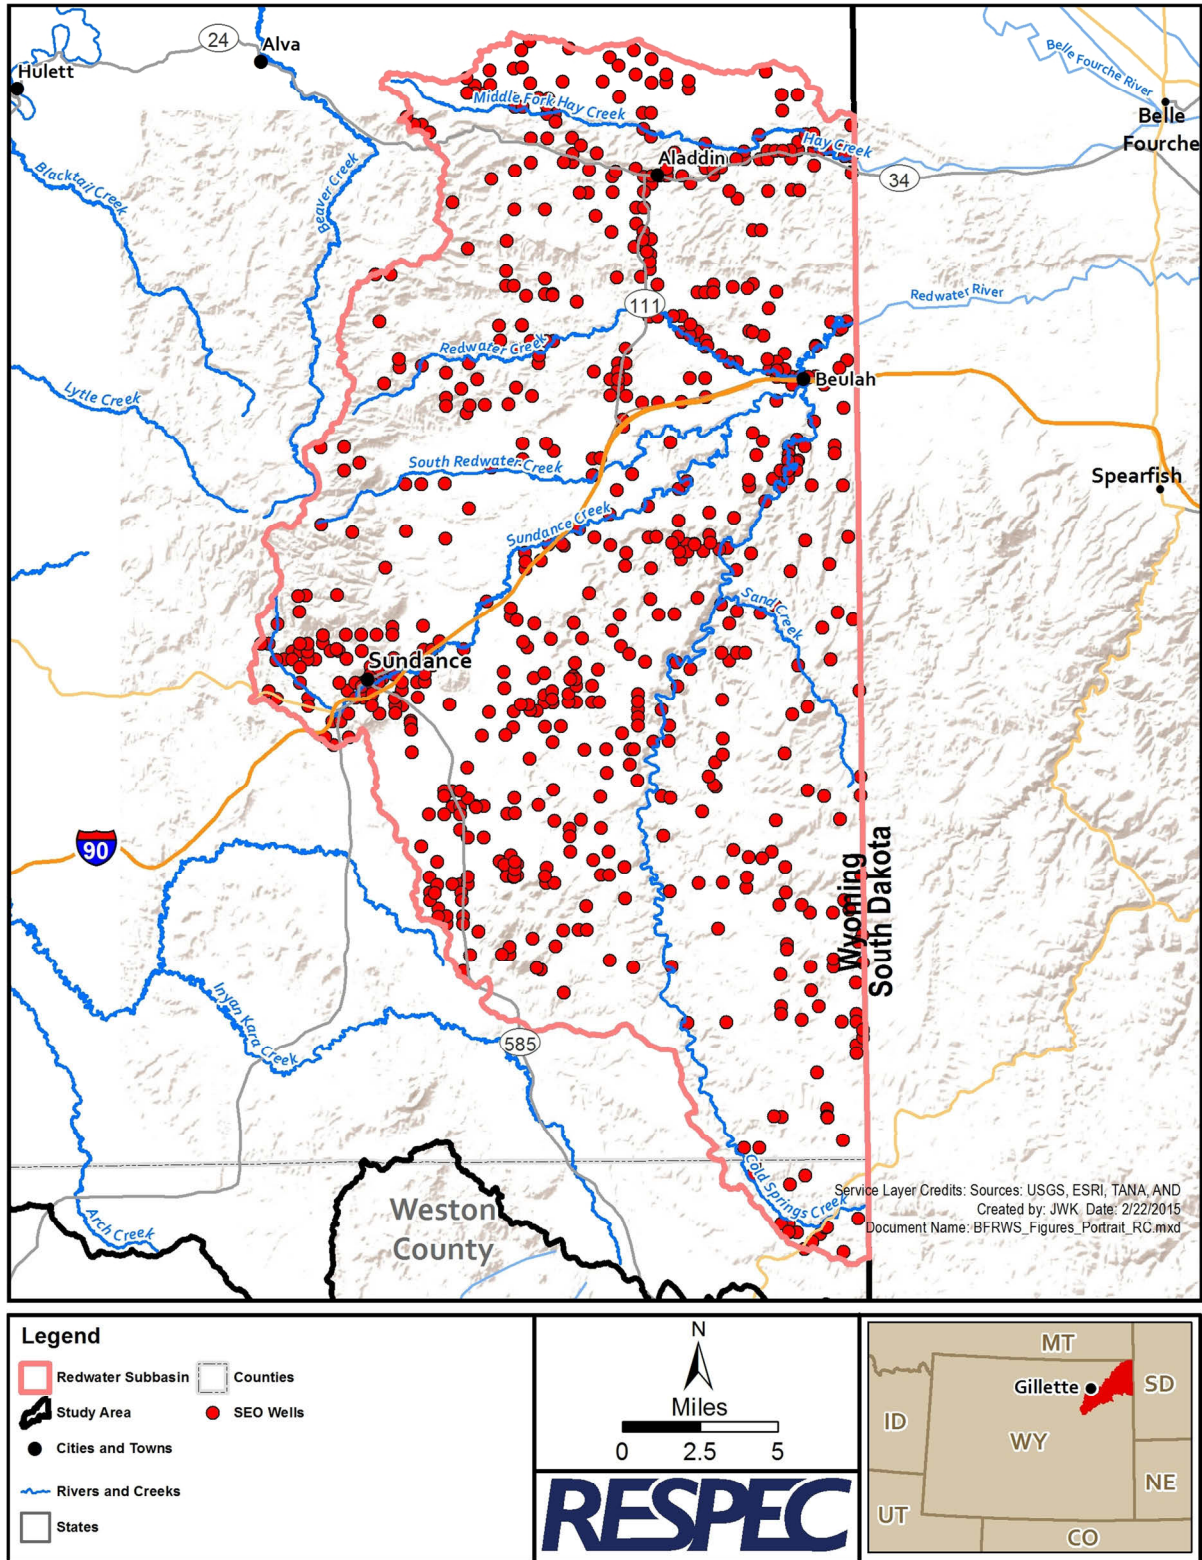 24
Alva
Hulett
Belle Fourche River
Belle
Fourche
Middle Fork Hay Creek
Hay Creek
Aladdin
34
Blacktail Creek
Beaver Creek
Redwater River
111
Redwater Creek
Beulah
Lytle Creek
South Redwater Creek
Spearfish
Sundance Creek
Sand Creek
Sundance
90
Wyoming
South Dakota
Inyan Kara Creek
585
Cold Springs Creek
Weston
County
Arch Creek
Service Layer Credits: Sources: USGS, ESRI, TANA, AND
Created by: JWK Date: 2/22/2015
Document Name: BFRWS_Figures_Portrait_RC.mxd
Legend
Redwater Subbasin
Counties
Study Area
SEO Wells
Cities and Towns
Rivers and Creeks
States
N
Miles
0 2.5 5
RESPEC
MT
Gillette
SD
ID
WY
NE
UT
CO